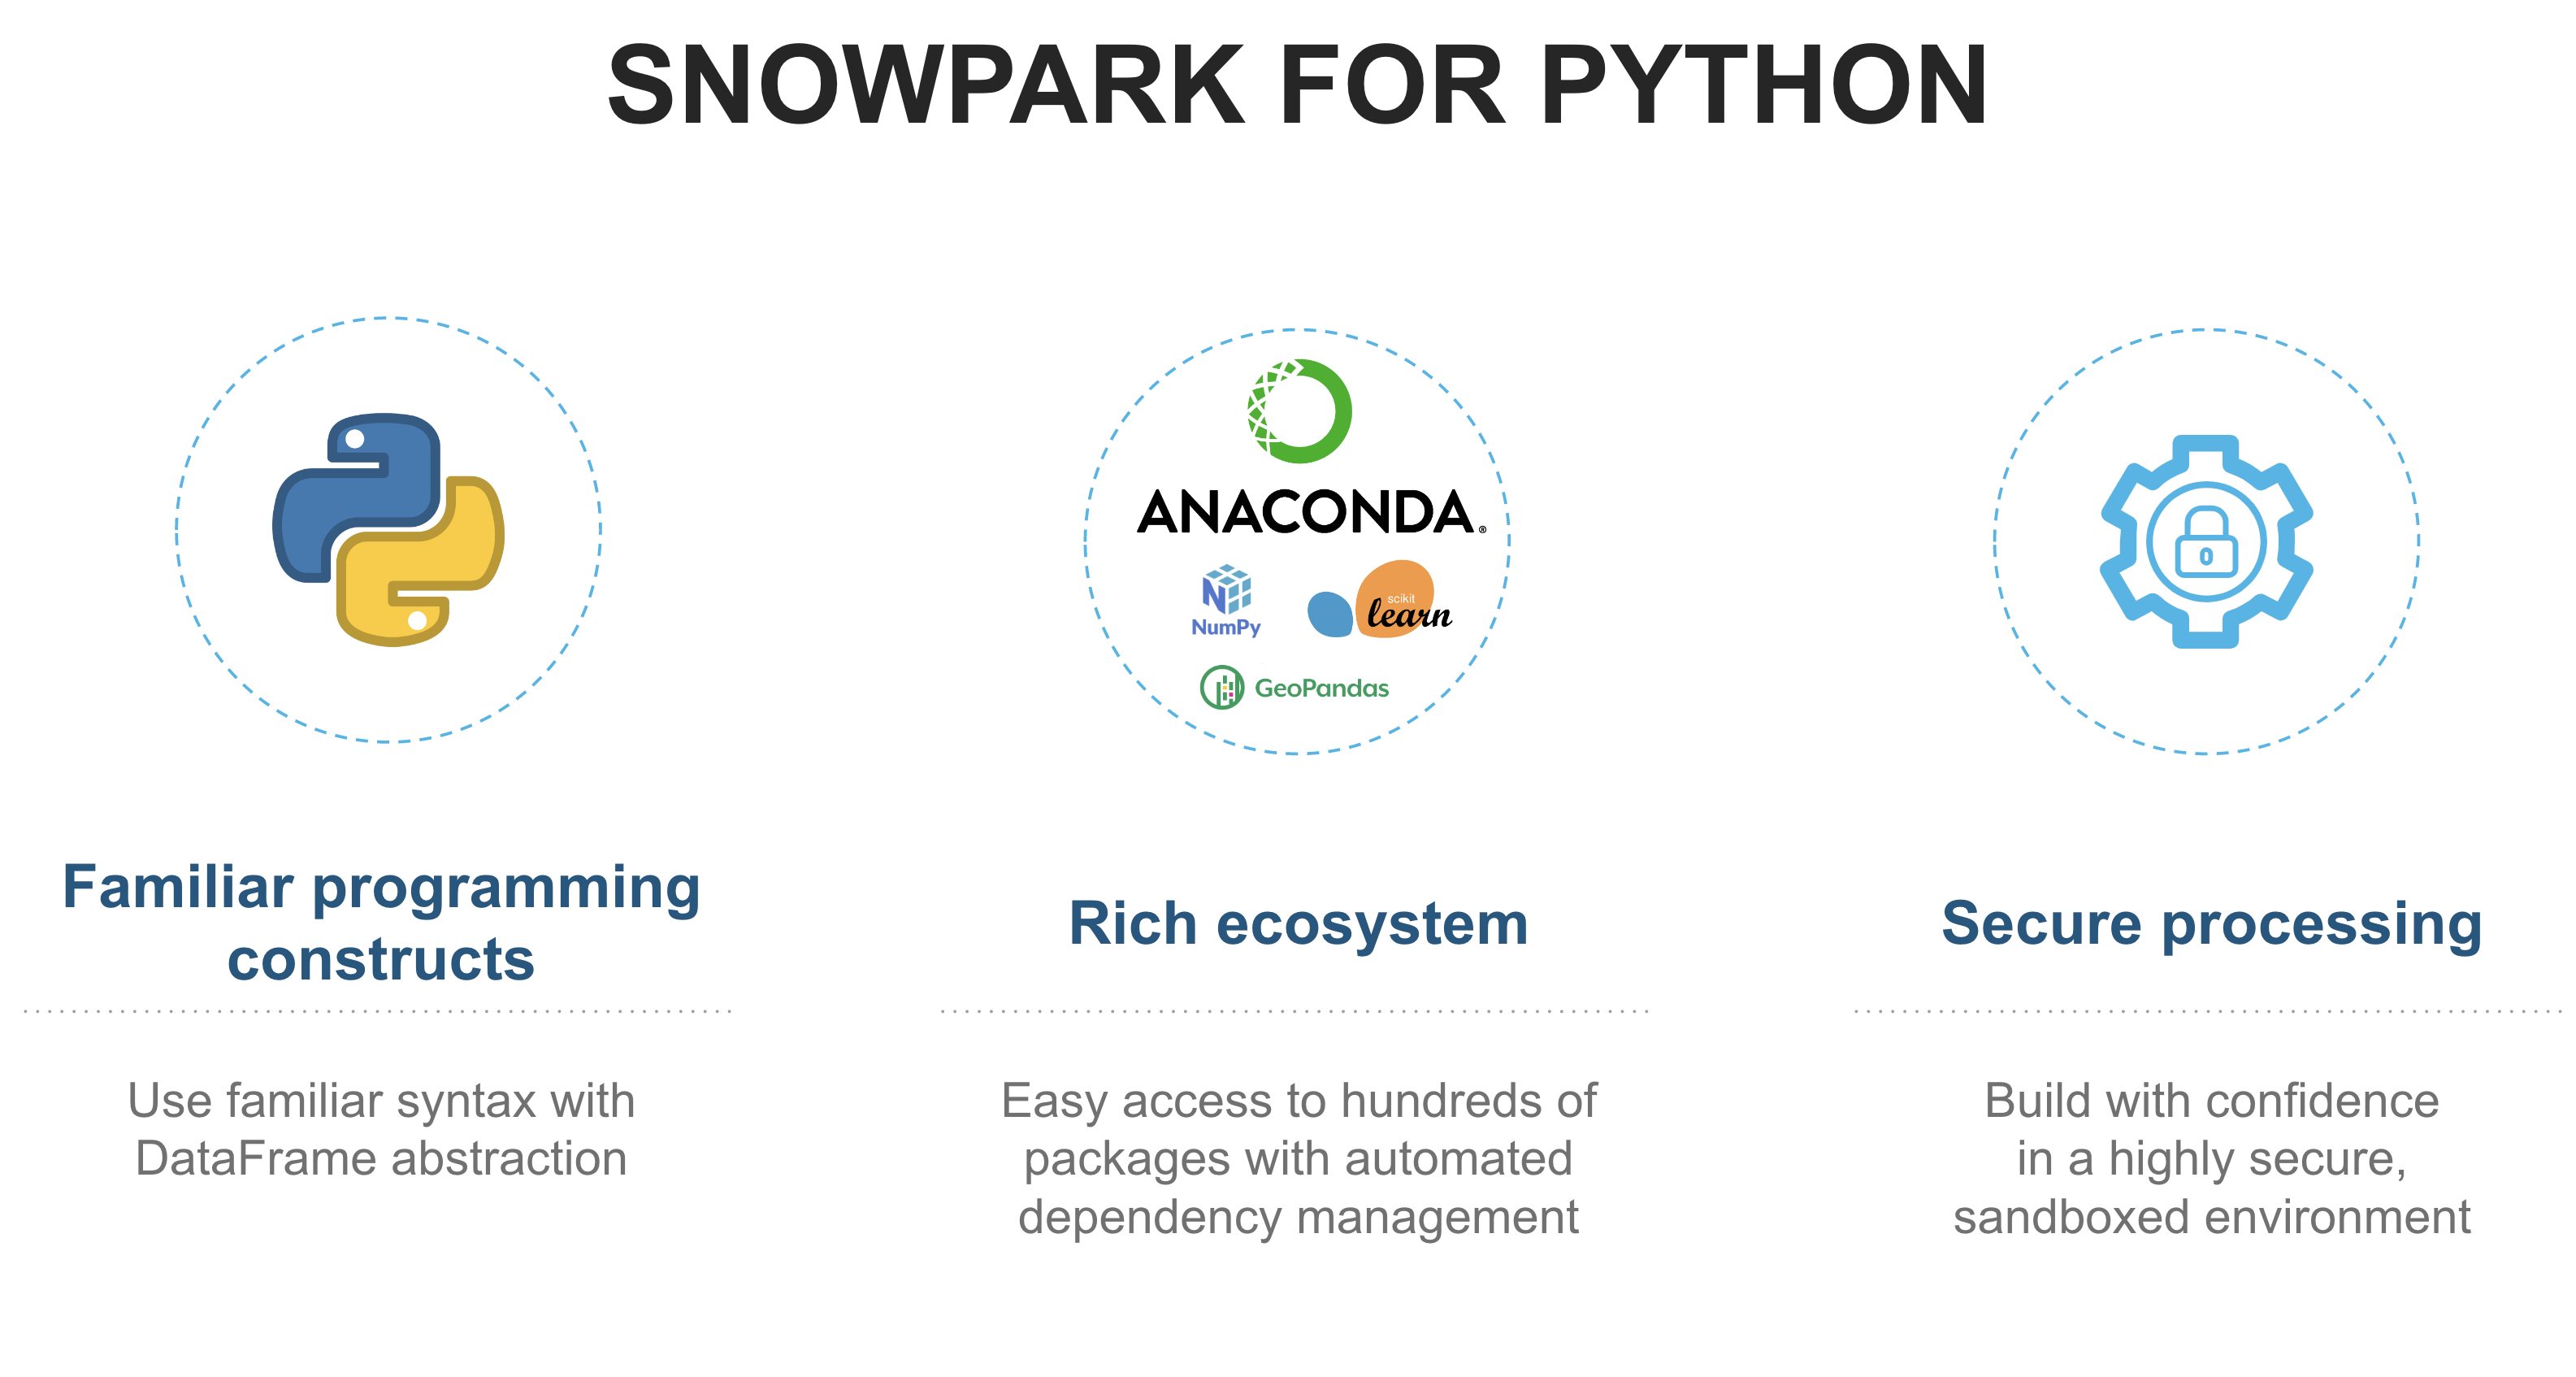 SNOWPARK FOR PYTHON
ANACONDA®
NumPy
scikit
learn
GeoPandas
Familiar programming
constructs
Use familiar syntax with
DataFrame abstraction
Rich ecosystem
Easy access to hundreds of
packages with automated
dependency management
Secure processing
Build with confidence
in a highly secure,
sandboxed environment